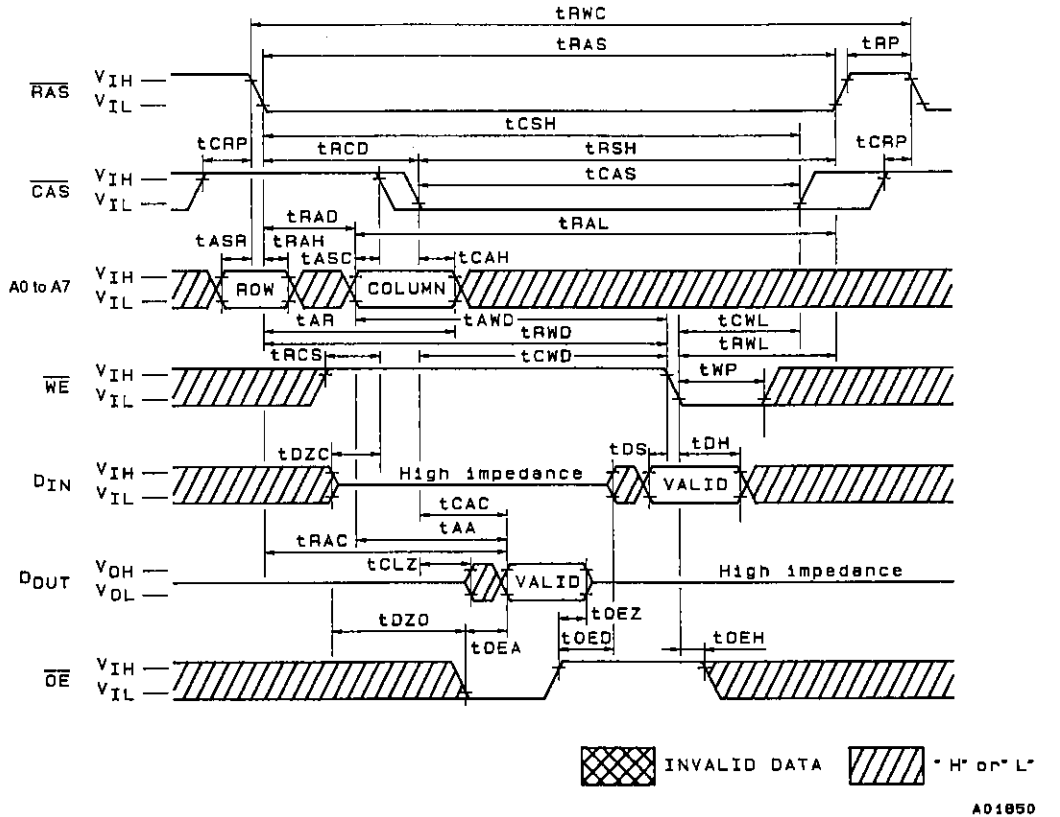 tRWC
tRAS
tRP
RAS
VIH
VIL
tCSH
tCRP
tRCD
tRSH
tCRP
CAS
VIH
VIL
tCAS
tRAD
tRAL
tASR
tRAH
tASC
tCAH
A0 to A7
VIH
VIL
ROW
COLUMN
tAR
tAWD
tCWL
tRWD
tRWL
tRCS
tCWD
WE
VIH
VIL
tWP
tDZC
tDS
tDH
DIN
VIH
VIL
High impedance
VALID
tCAC
tAA
tRAC
tCLZ
DOUT
VOH
VOL
VALID
High impedance
tOEZ
tDZO
tOEA
tOED
tOEH
OE
VIH
VIL
INVALID DATA
"H" or "L"
A01850